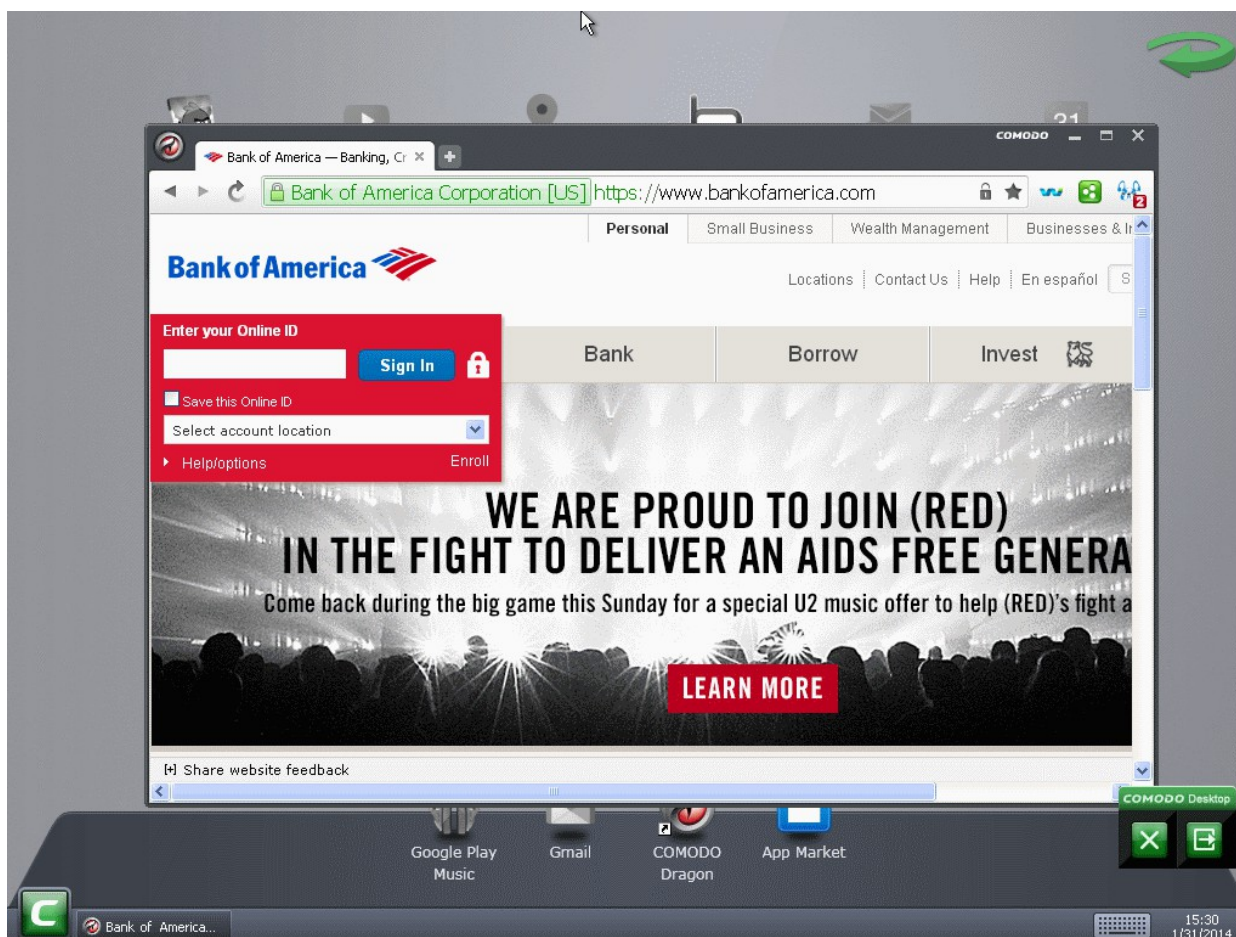 31
COMODO
Bank of America — Banking, Cr
Bank of America Corporation [US] https://www.bankofamerica.com
2
Personal Small Business Wealth Management Businesses & In
Bank of America
Locations Contact Us Help En español S
Enter your Online ID
Sign In
Bank Borrow Invest
Save this Online ID
Select account location
Help/options Enroll
WE ARE PROUD TO JOIN (RED)
IN THE FIGHT TO DELIVER AN AIDS FREE GENERA
Come back during the big game this Sunday for a special U2 music offer to help (RED)'s fight a
LEARN MORE
[+] Share website feedback
COMODO Desktop
Google Play Music
Gmail
COMODO Dragon
App Market
C
Bank of America...
15:30
1/31/2014